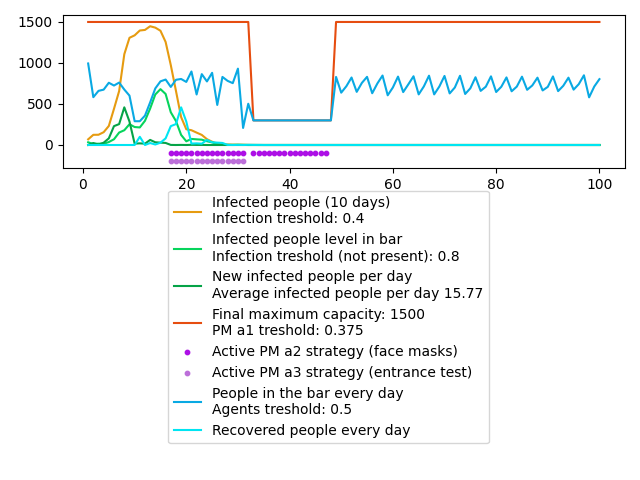 1500
1000
500
0
0
20
40
60
80
100
Infected people (10 days)
Infection treshold: 0.4
Infected people level in bar
Infection treshold (not present): 0.8
New infected people per day
Average infected people per day 15.77
Final maximum capacity: 1500
PM a1 treshold: 0.375
Active PM a2 strategy (face masks)
Active PM a3 strategy (entrance test)
People in the bar every day
Agents treshold: 0.5
Recovered people every day